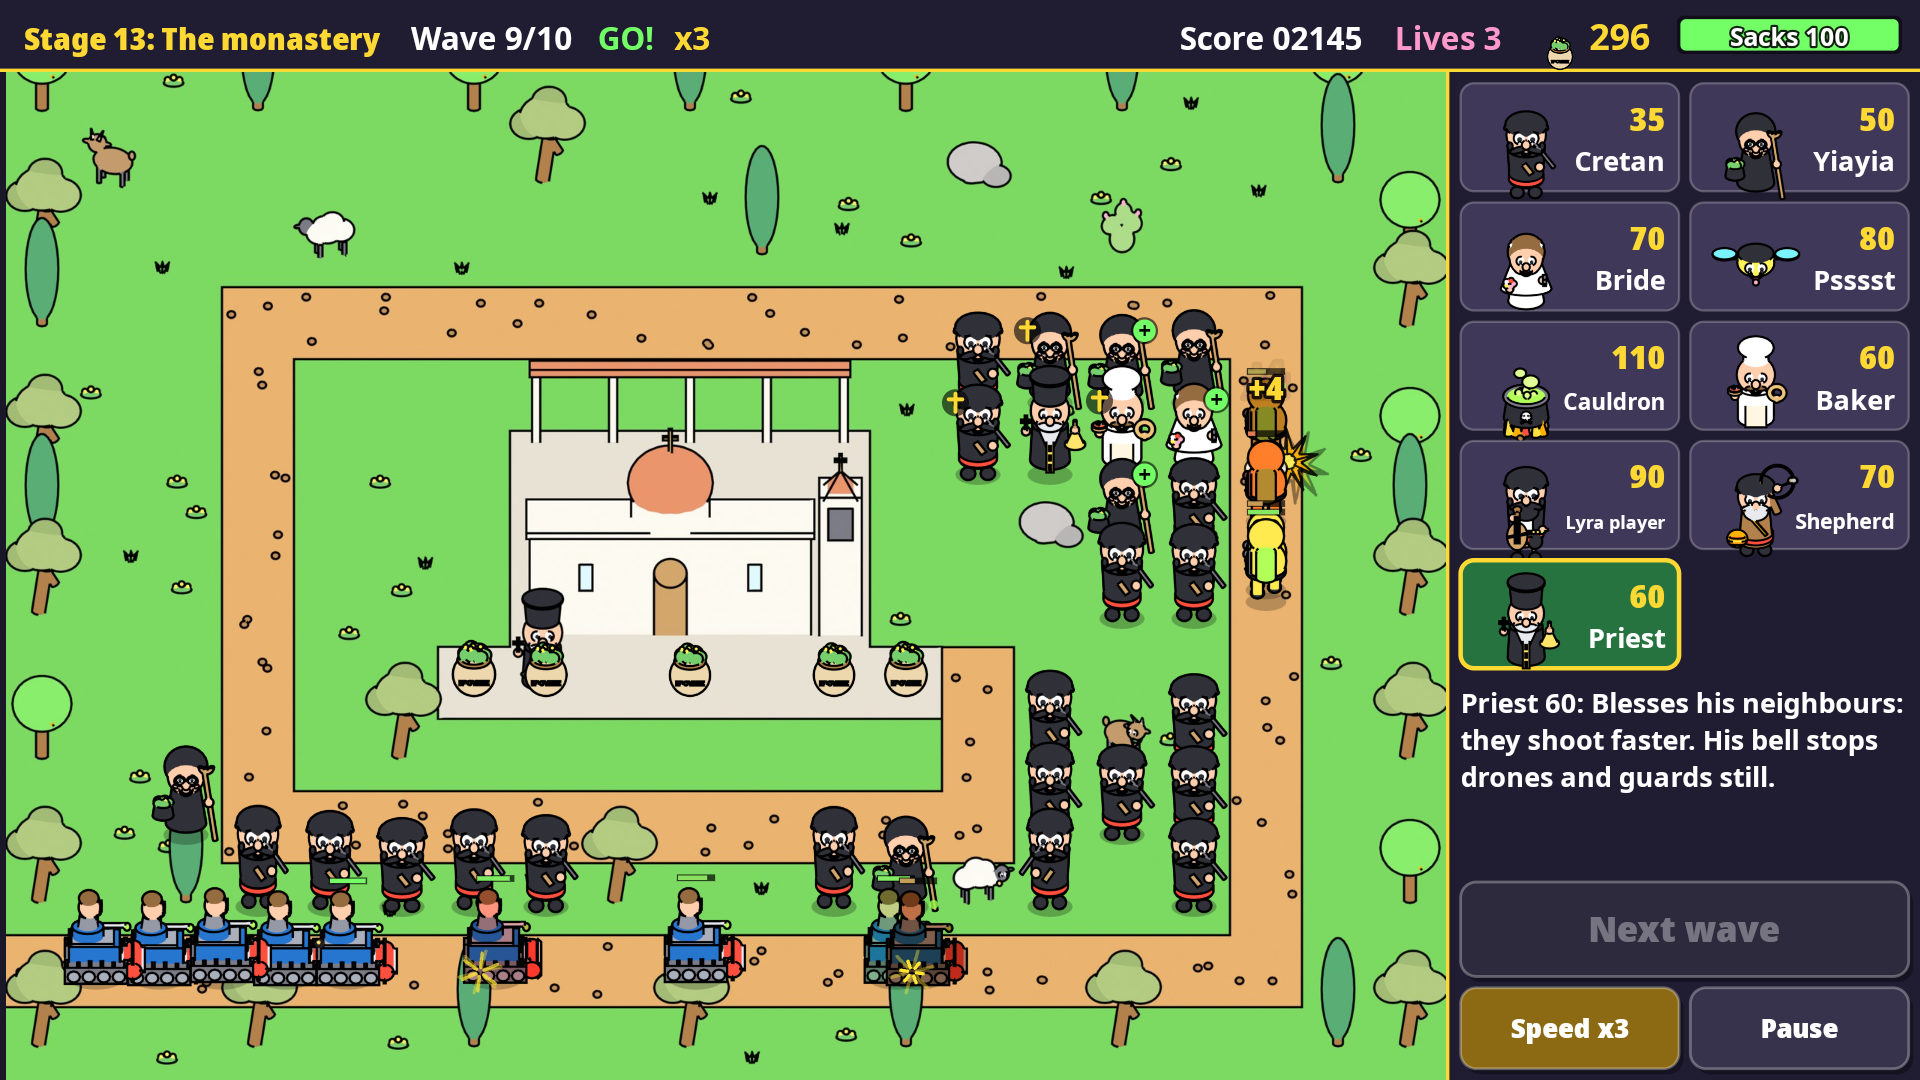 Stage 13: The monastery
Wave 9/10
GO!
x3
Score 02145
Lives 3
296
Sacks 100
35
Cretan
50
Yiayia
70
Bride
80
Psssst
110
Cauldron
60
Baker
90
Lyra player
70
Shepherd
60
Priest
+4
Priest 60: Blesses his neighbours:
they shoot faster. His bell stops
drones and guards still.
Next wave
Speed x3
Pause